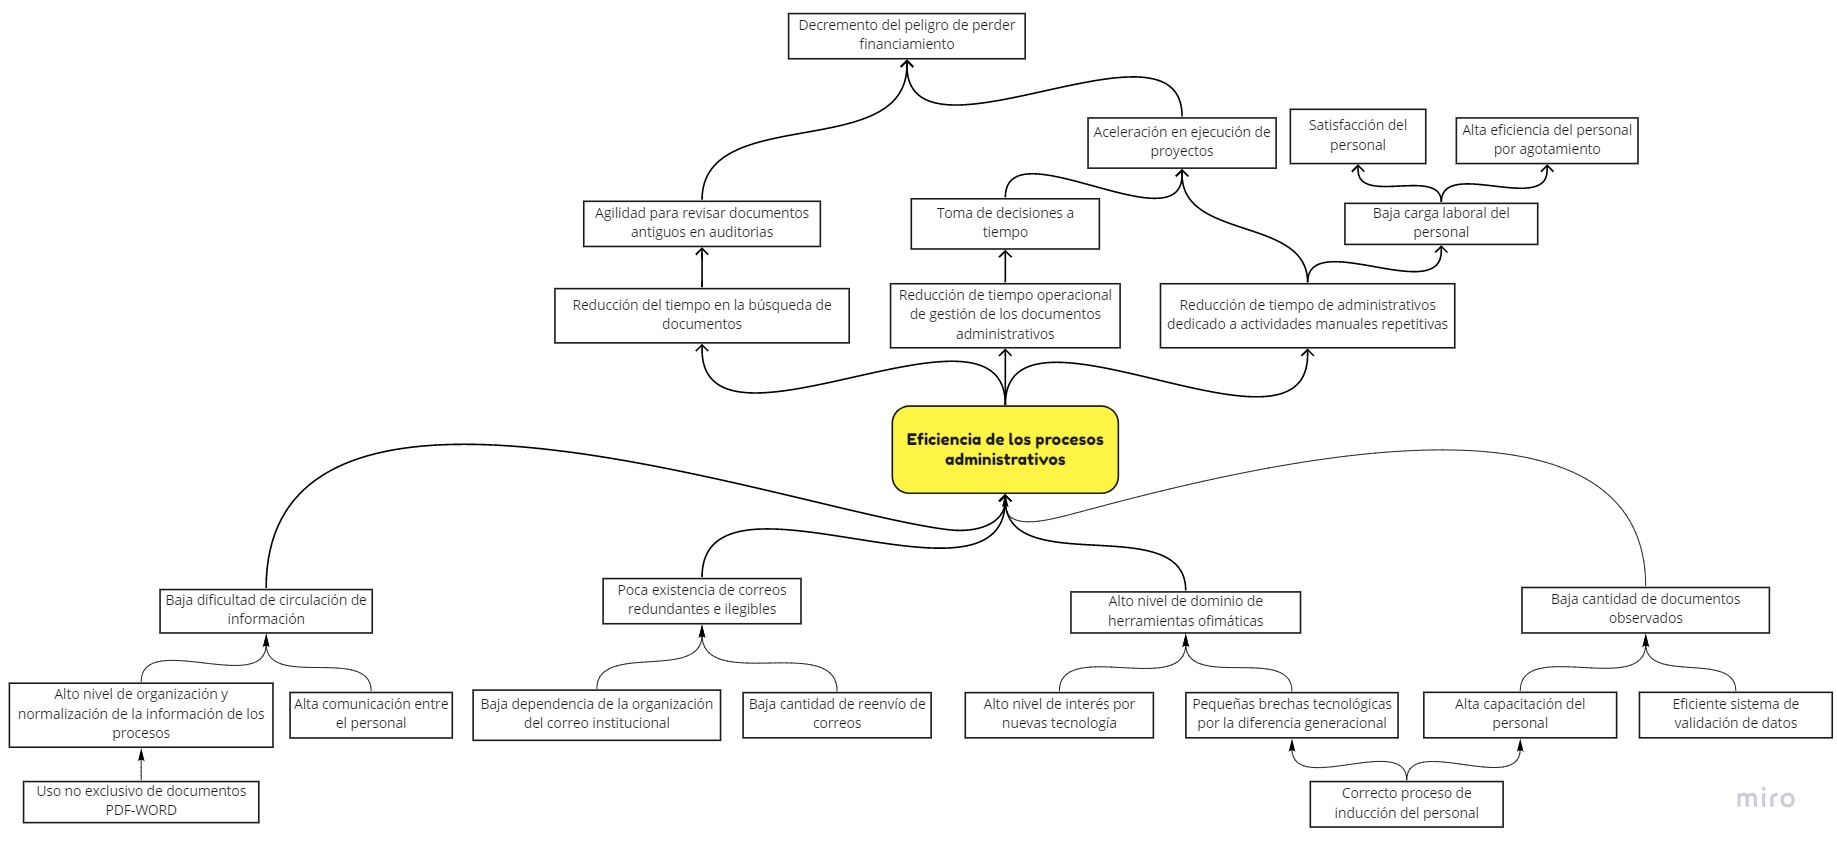 Decremento del peligro de perder
financiamiento
Aceleración en ejecución de
proyectos
Satisfacción del
personal
Alta eficiencia del personal
por agotamiento
Agilidad para revisar documentos
antiguos en auditorias
Toma de decisiones a
tiempo
Baja carga laboral del
personal
Reducción del tiempo en la búsqueda de
documentos
Reducción de tiempo operacional
de gestión de los documentos
administrativos
Reducción de tiempo de administrativos
dedicado a actividades manuales repetitivas
Eficiencia de los procesos
administrativos
Baja dificultad de circulación de
información
Poca existencia de correos
redundantes e ilegibles
Alto nivel de dominio de
herramientas ofimáticas
Baja cantidad de documentos
observados
Alto nivel de organización y
normalización de la información de los
procesos
Alta comunicación entre
el personal
Baja dependencia de la organización
del correo institucional
Baja cantidad de reenvío de
correos
Alto nivel de interés por
nuevas tecnología
Pequeñas brechas tecnológicas
por la diferencia generacional
Alta capacitación del
personal
Eficiente sistema de
validación de datos
Uso no exclusivo de documentos
PDF-WORD
Correcto proceso de
inducción del personal
miro